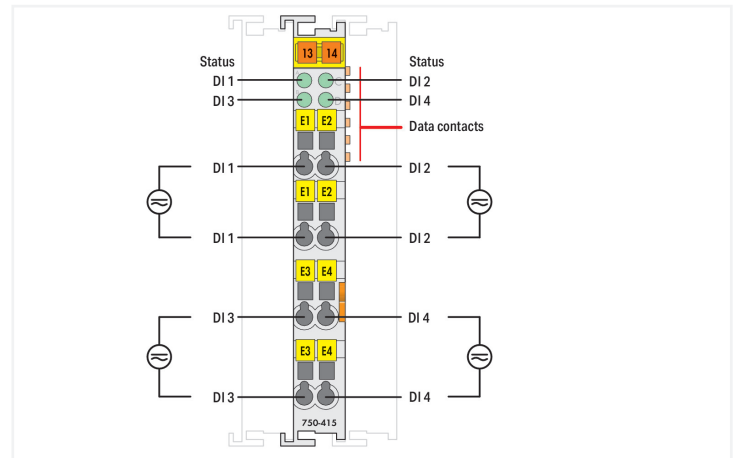 13 14
Status Status
DI 1 A C DI 2
DI 3 B D DI 4
E1 E2
Data contacts
DI 1 DI 2
E1 E2
DI 1 DI 2
E3 E4
DI 3 DI 4
E3 E4
DI 3 DI 4
750-415